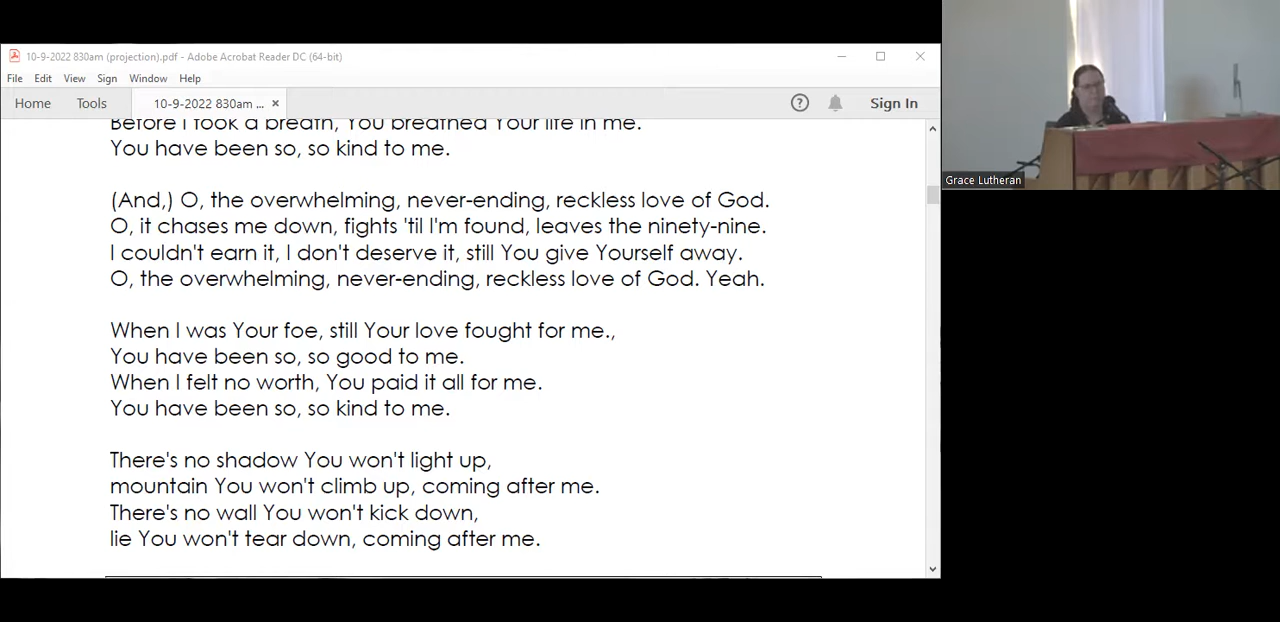 10-9-2022 830am (projection).pdf - Adobe Acrobat Reader DC (64-bit)
File Edit View Sign Window Help
Home Tools 10-9-2022 830am ... × Sign In
Before I took a breath, You breathed Your life in me.
You have been so, so kind to me.
(And,) O, the overwhelming, never-ending, reckless love of God.
O, it chases me down, fights 'til I'm found, leaves the ninety-nine.
I couldn't earn it, I don't deserve it, still You give Yourself away.
O, the overwhelming, never-ending, reckless love of God. Yeah.
When I was Your foe, still Your love fought for me.,
You have been so, so good to me.
When I felt no worth, You paid it all for me.
You have been so, so kind to me.
There's no shadow You won't light up,
mountain You won't climb up, coming after me.
There's no wall You won't kick down,
lie You won't tear down, coming after me.
Grace Lutheran